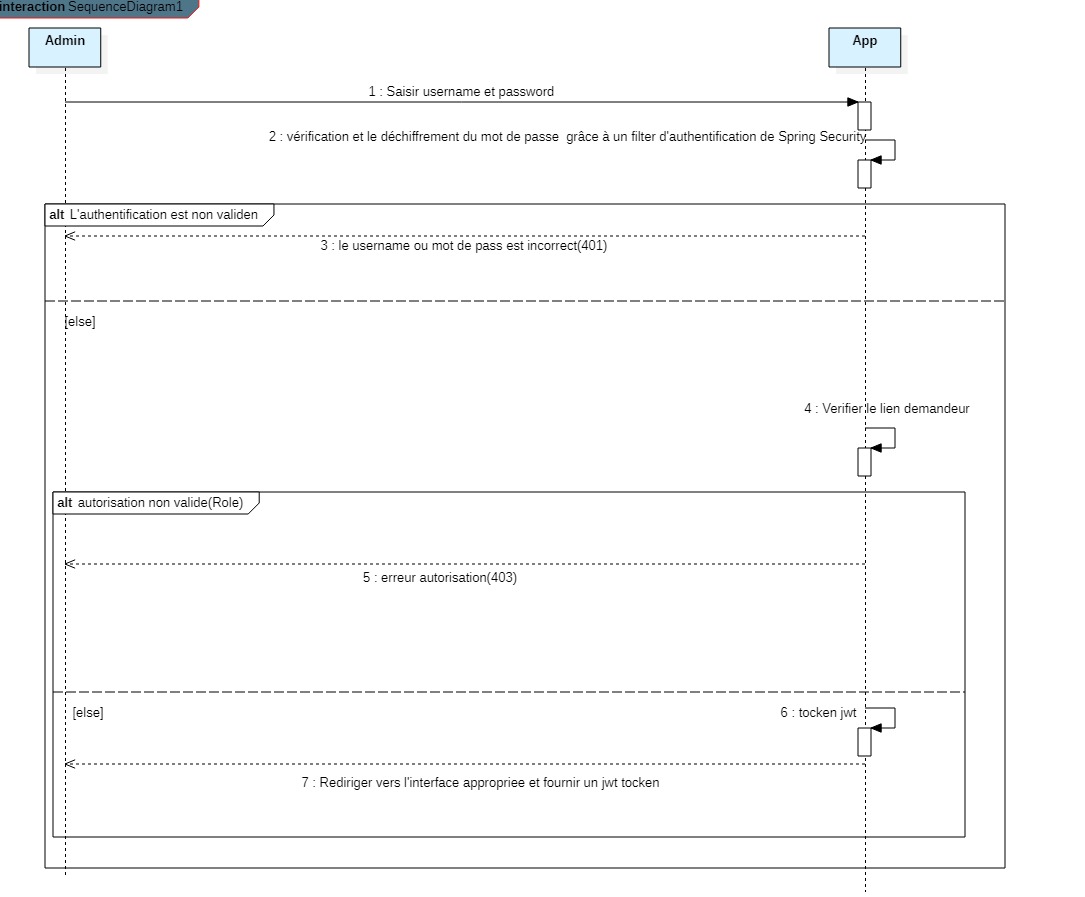 interaction SequenceDiagram1
Admin
App
1 : Saisir username et password
2 : vérification et le déchiffrement du mot de passe  grâce à un filter d'authentification de Spring Security
alt L'authentification est non validen
3 : le username ou mot de pass est incorrect(401)
[else]
4 : Verifier le lien demandeur
alt autorisation non valide(Role)
5 : erreur autorisation(403)
[else]
6 : tocken jwt
7 : Rediriger vers l'interface appropriee et fournir un jwt tocken